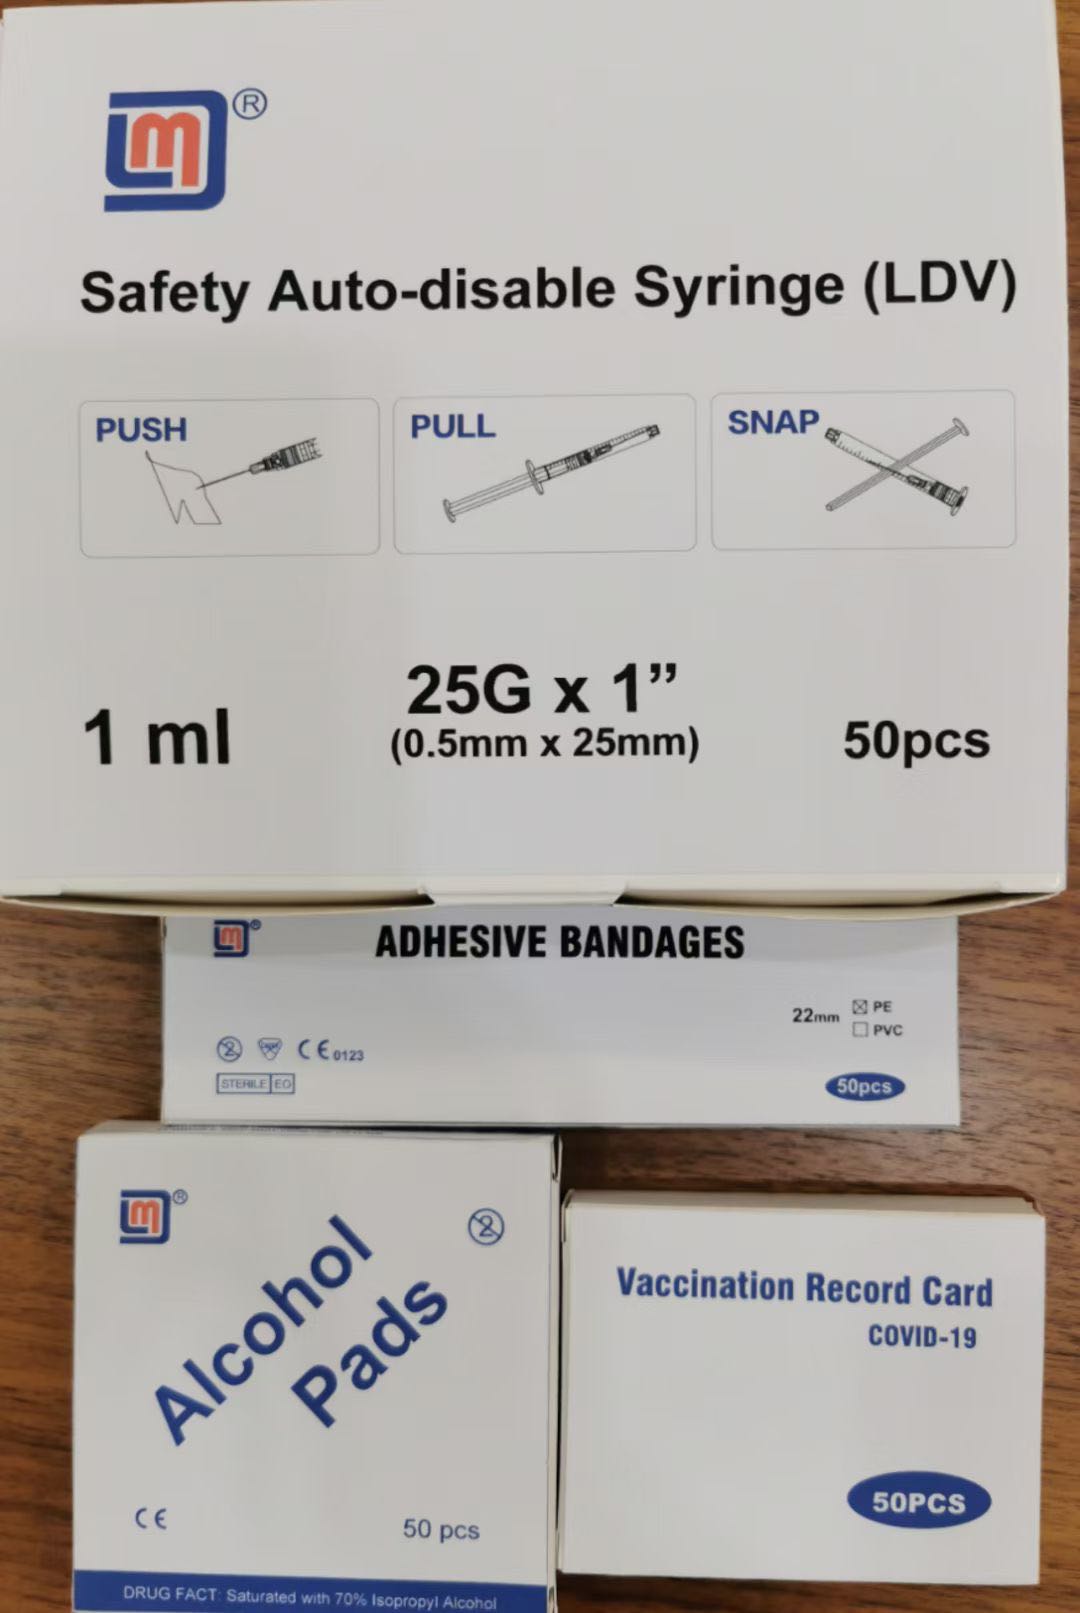 m ®
Safety Auto-disable Syringe (LDV)
PUSH
PULL
SNAP
1 ml
25G x 1”
(0.5mm x 25mm)
50pcs
m ®
ADHESIVE BANDAGES
22mm
PE
PVC
2
CE 0123
STERILE EO
50pcs
m ®
2
Alcohol
Pads
CE
50 pcs
DRUG FACT: Saturated with 70% Isopropyl Alcohol
Vaccination Record Card
COVID-19
50PCS